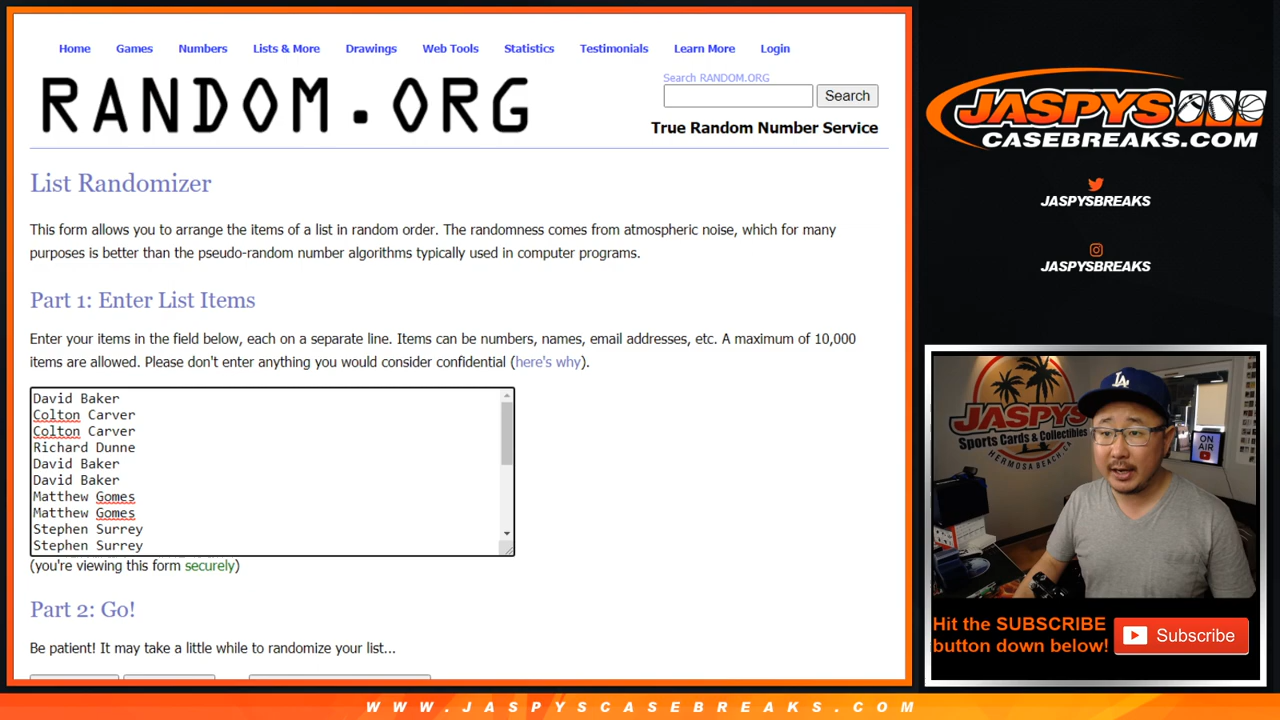 Home Games Numbers Lists & More Drawings Web Tools Statistics Testimonials Learn More Login
RANDOM.ORG
Search RANDOM.ORG
Search
True Random Number Service
List Randomizer
This form allows you to arrange the items of a list in random order. The randomness comes from atmospheric noise, which for many
purposes is better than the pseudo-random number algorithms typically used in computer programs.
Part 1: Enter List Items
Enter your items in the field below, each on a separate line. Items can be numbers, names, email addresses, etc. A maximum of 10,000
items are allowed. Please don't enter anything you would consider confidential (here's why).
David Baker
Colton Carver
Colton Carver
Richard Dunne
David Baker
David Baker
Matthew Gomes
Matthew Gomes
Stephen Surrey
Stephen Surrey
(you're viewing this form securely)
Part 2: Go!
Be patient! It may take a little while to randomize your list...
JASPYS
CASEBREAKS.COM
JASPYSBREAKS
JASPYSBREAKS
JASPYS
Sports Cards & Collectibles
HERMOSA BEACH, CA
LA
ON
AIR
Hit the SUBSCRIBE
button down below!
Subscribe
WWW.JASPYSCASEBREAKS.COM